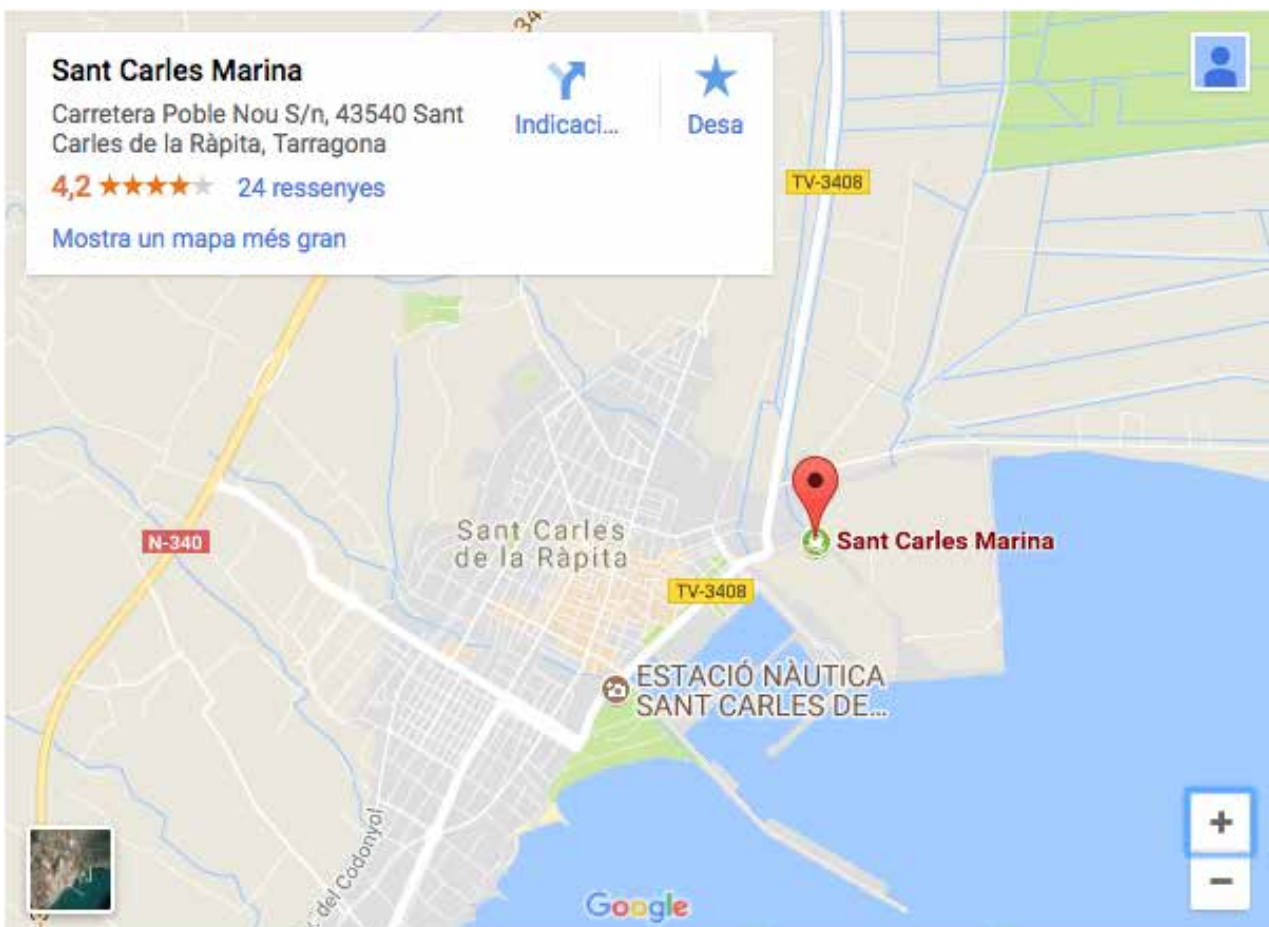 Sant Carles Marina
Carretera Poble Nou S/n, 43540 Sant
Carles de la Ràpita, Tarragona
4,2
24 ressenyes
Mostra un mapa més gran
Indicaci...
Desa
TV-3408
N-340
Sant Carles
de la Ràpita
Sant Carles Marina
TV-3408
ESTACIÓ NÀUTICA
SANT CARLES DE...
del Codonyol
Google
+
−